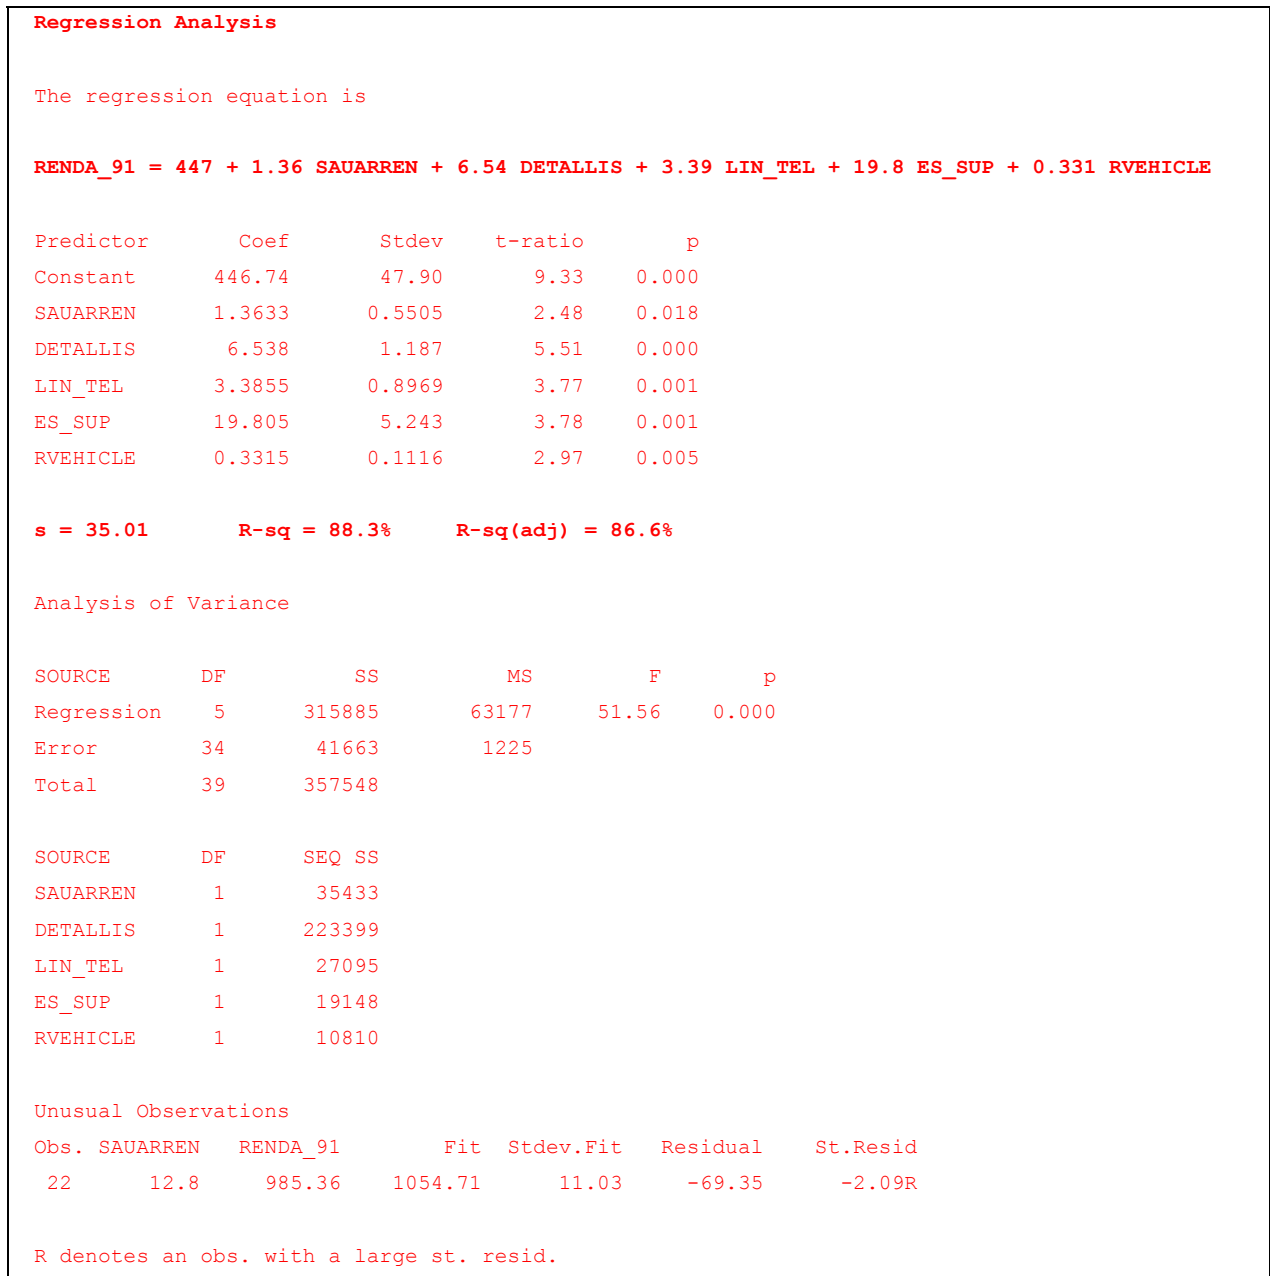 Regression Analysis
The regression equation is
RENDA_91 = 447 + 1.36 SAUARREN + 6.54 DETALLIS + 3.39 LIN_TEL + 19.8 ES_SUP + 0.331 RVEHICLE
Predictor Coef Stdev t-ratio p
Constant 446.74 47.90 9.33 0.000
SAUARREN 1.3633 0.5505 2.48 0.018
DETALLIS 6.538 1.187 5.51 0.000
LIN_TEL 3.3855 0.8969 3.77 0.001
ES_SUP 19.805 5.243 3.78 0.001
RVEHICLE 0.3315 0.1116 2.97 0.005
s = 35.01 R-sq = 88.3% R-sq(adj) = 86.6%
Analysis of Variance
SOURCE DF SS MS F p
Regression 5 315885 63177 51.56 0.000
Error 34 41663 1225
Total 39 357548
SOURCE DF SEQ SS
SAUARREN 1 35433
DETALLIS 1 223399
LIN_TEL 1 27095
ES_SUP 1 19148
RVEHICLE 1 10810
Unusual Observations
Obs. SAUARREN RENDA_91 Fit Stdev.Fit Residual St.Resid
22 12.8 985.36 1054.71 11.03 -69.35 -2.09R
R denotes an obs. with a large st. resid.